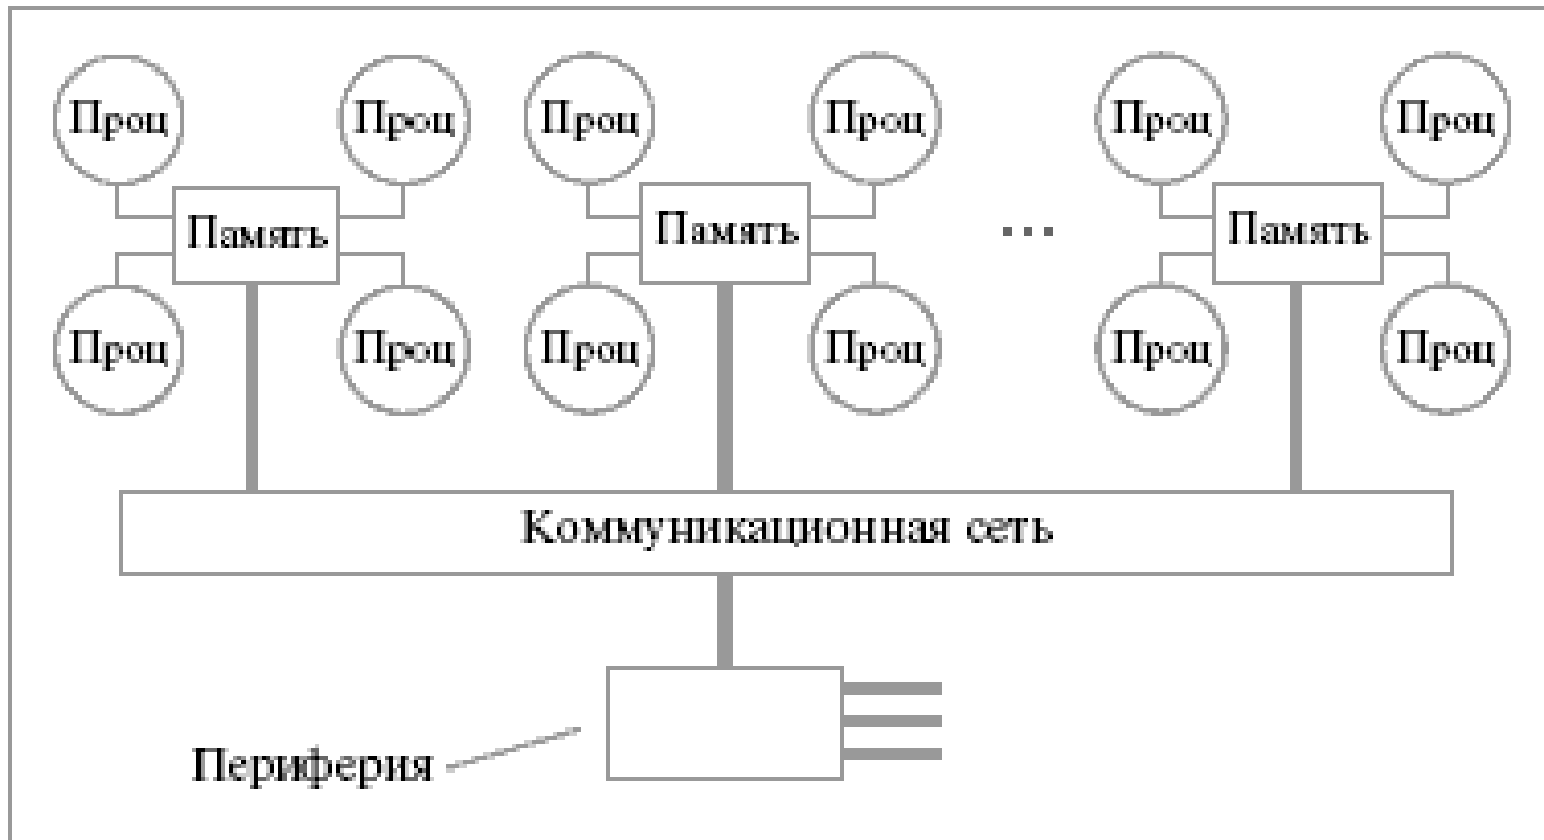 Проц Проц Проц Проц Проц Проц
Память Память ... Память
Проц Проц Проц Проц Проц Проц
Коммуникационная сеть
Периферия